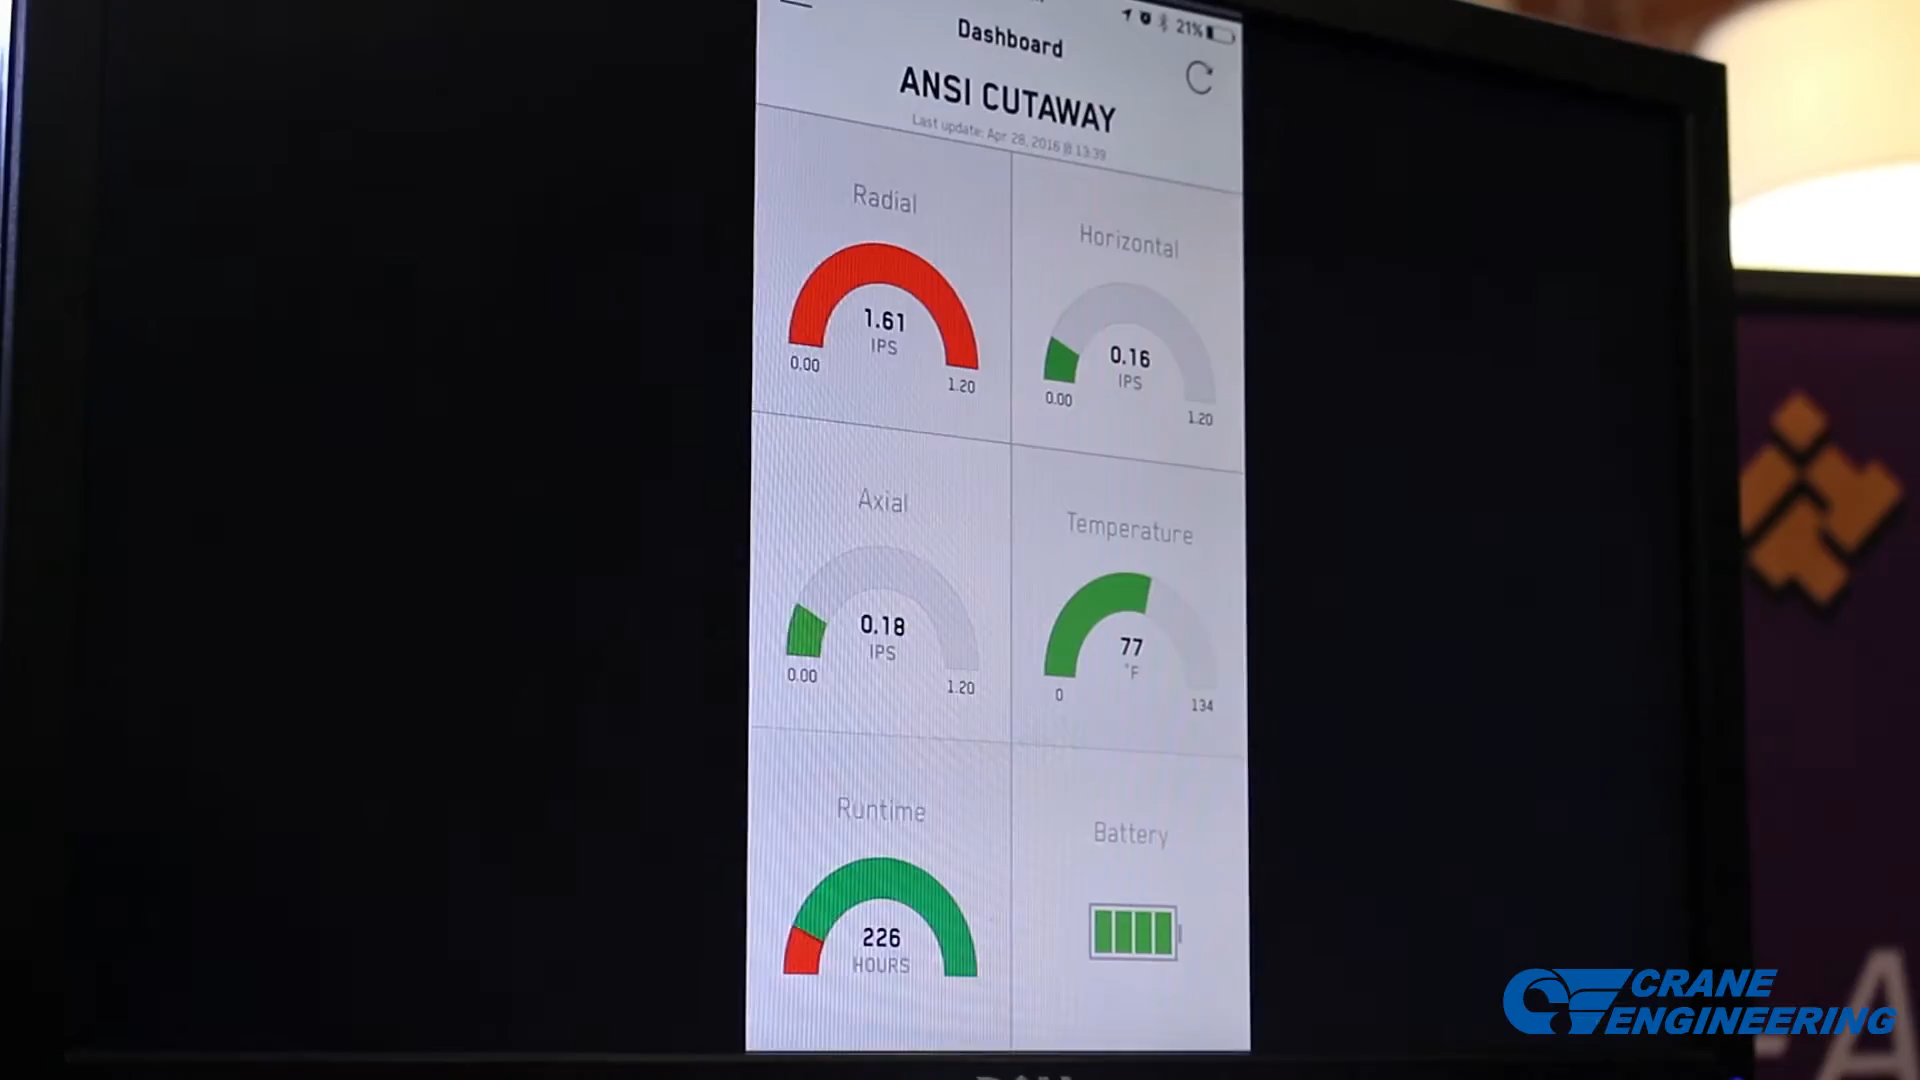 21%
Dashboard
ANSI CUTAWAY
Last update: Apr 28, 2016 @ 13:39
Radial
1.61
IPS
0.00
1.20
Horizontal
0.16
IPS
0.00
1.20
Axial
0.18
IPS
0.00
1.20
Temperature
77
°F
0
134
Runtime
226
HOURS
Battery
CRANE
ENGINEERING
A